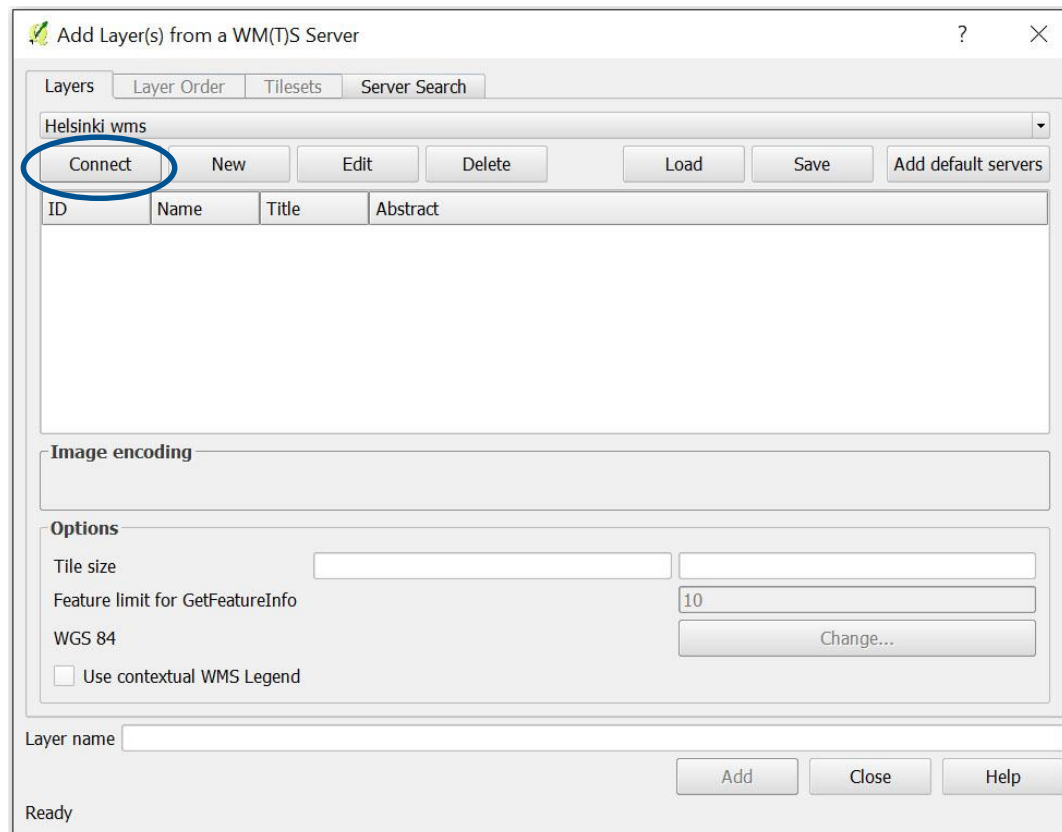 Add Layer(s) from a WM(T)S Server ?
Layers Layer Order Tilesets Server Search
Helsinki wms
Connect New Edit Delete Load Save Add default servers
ID Name Title Abstract
Image encoding
Options
Tile size
Feature limit for GetFeatureInfo 10
WGS 84 Change...
Use contextual WMS Legend
Layer name
Add Close Help
Ready